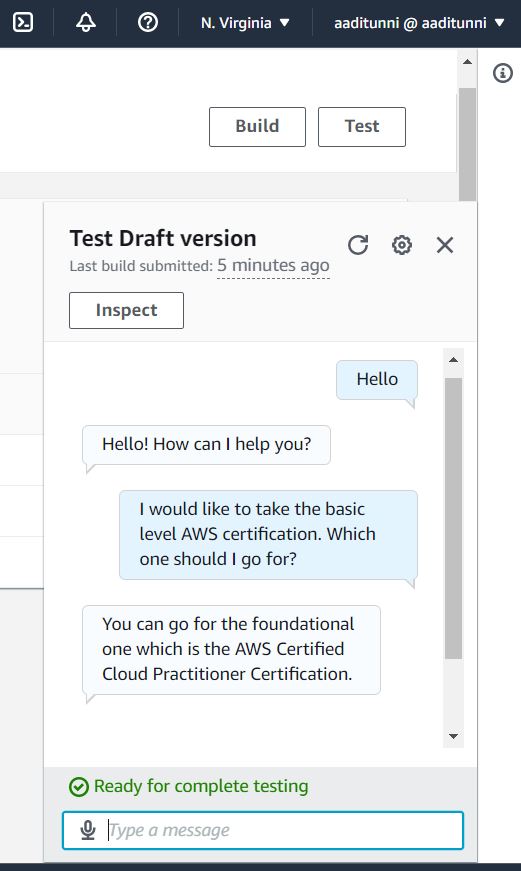 N. Virginia
aaditunni @ aaditunni
Build
Test
Test Draft version
Last build submitted: 5 minutes ago
Inspect
Hello
Hello! How can I help you?
I would like to take the basic
level AWS certification. Which
one should I go for?
You can go for the foundational
one which is the AWS Certified
Cloud Practitioner Certification.
Ready for complete testing
Type a message